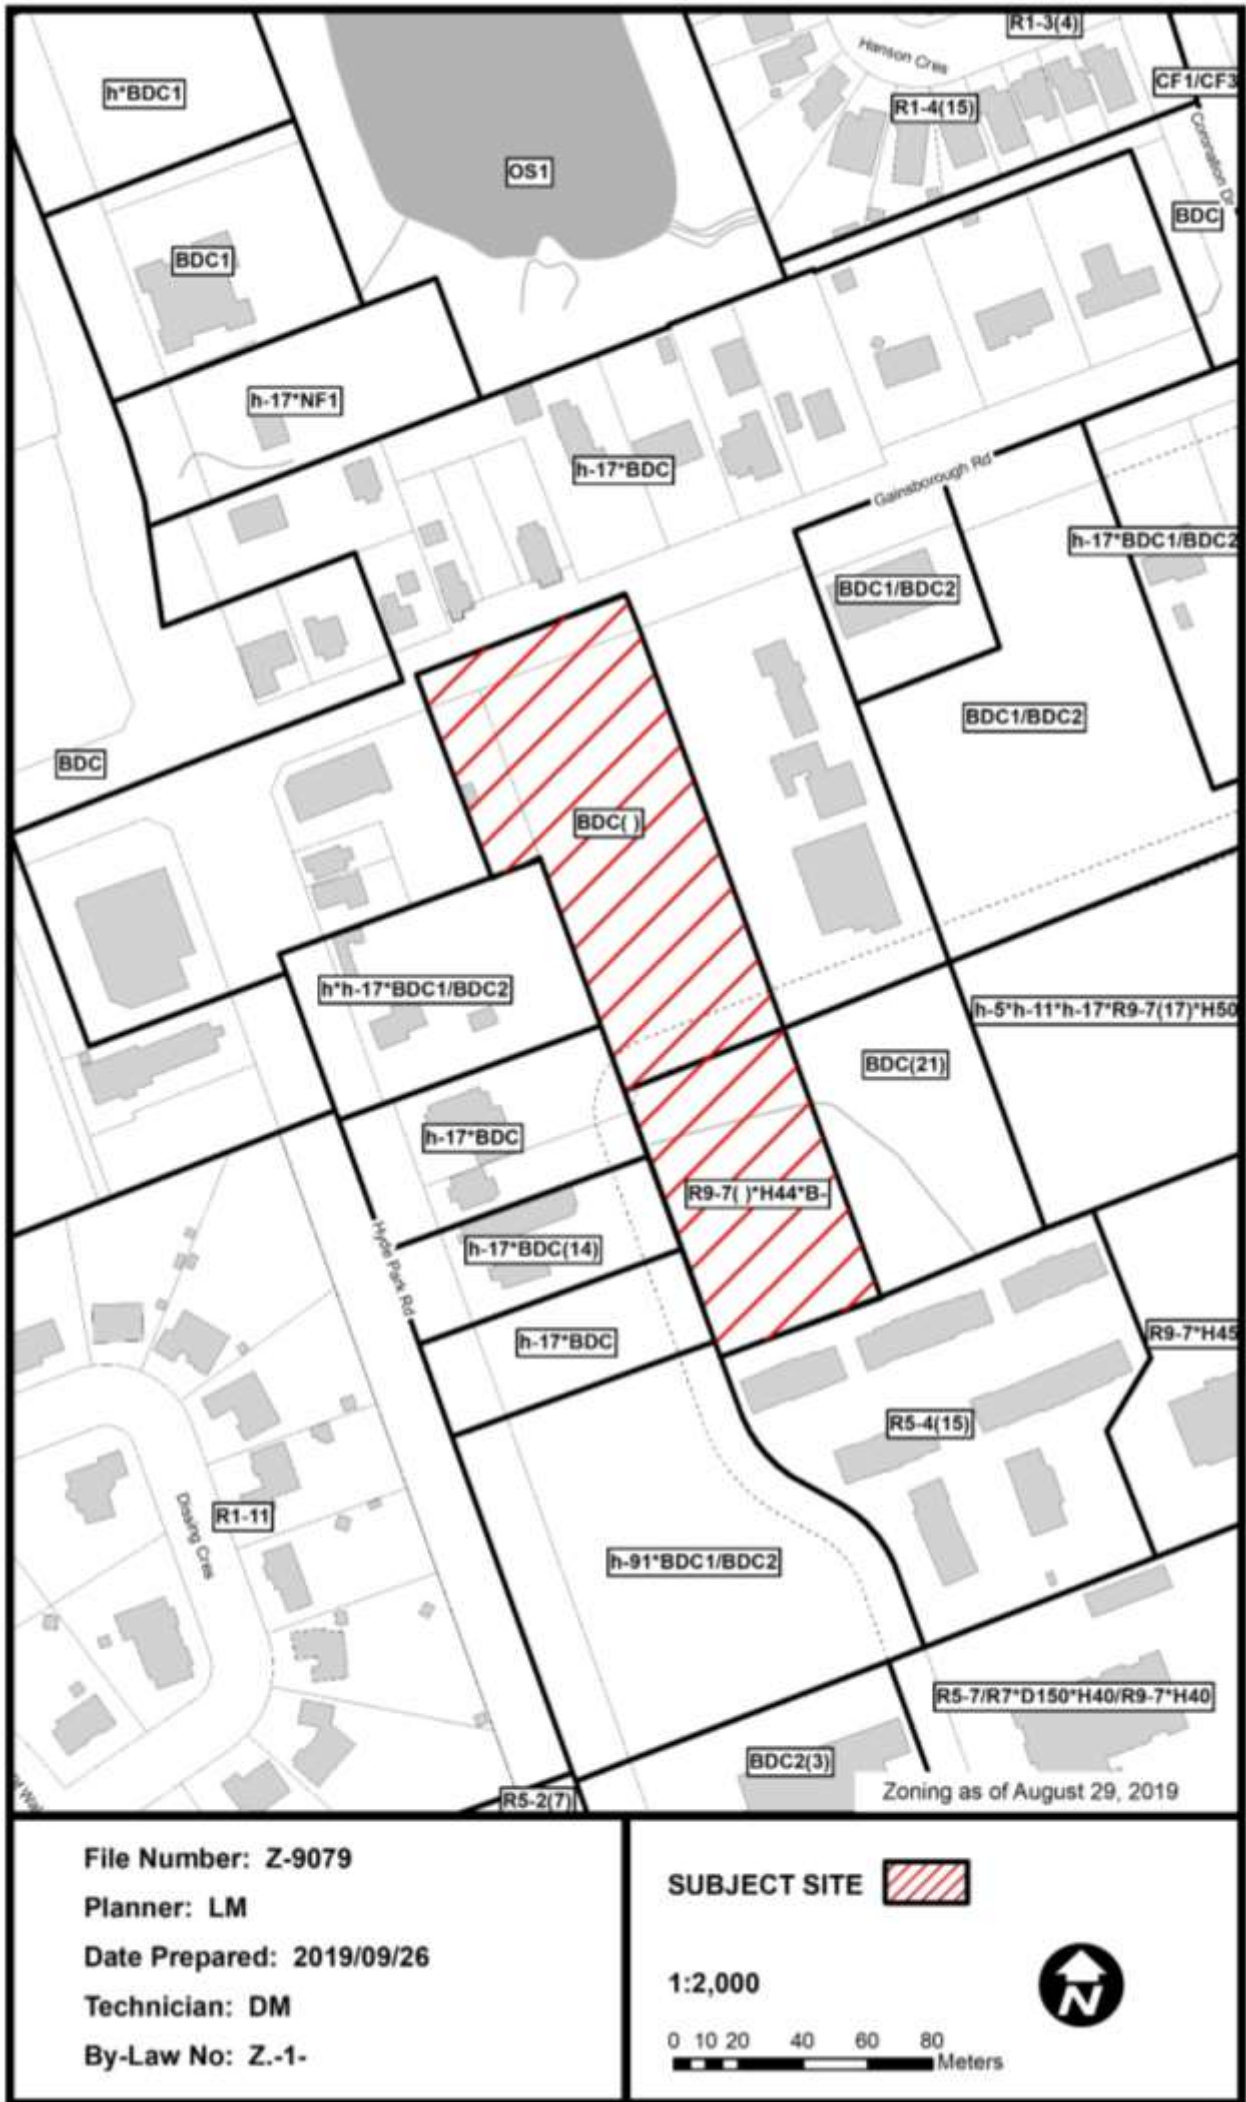 R1-3(4)
Hanson Cres
h*BDC1
CF1/CF3
R1-4(15)
Coronation Dr
OS1
BDC
BDC1
h-17*NF1
h-17*BDC
Gainsborough Rd
h-17*BDC1/BDC2
BDC1/BDC2
BDC1/BDC2
BDC
BDC( )
h*h-17*BDC1/BDC2
h-5*h-11*h-17*R9-7(17)*H50
BDC(21)
h-17*BDC
R9-7( )*H44*B-
Hyde Park Rd
h-17*BDC(14)
h-17*BDC
R9-7*H45
R5-4(15)
Dissing Cres
R1-11
h-91*BDC1/BDC2
R5-7/R7*D150*H40/R9-7*H40
BDC2(3)
R5-2(7)
Zoning as of August 29, 2019
File Number: Z-9079
Planner: LM
Date Prepared: 2019/09/26
Technician: DM
By-Law No: Z.-1-
SUBJECT SITE
1:2,000
N
0 10 20 40 60 80
Meters